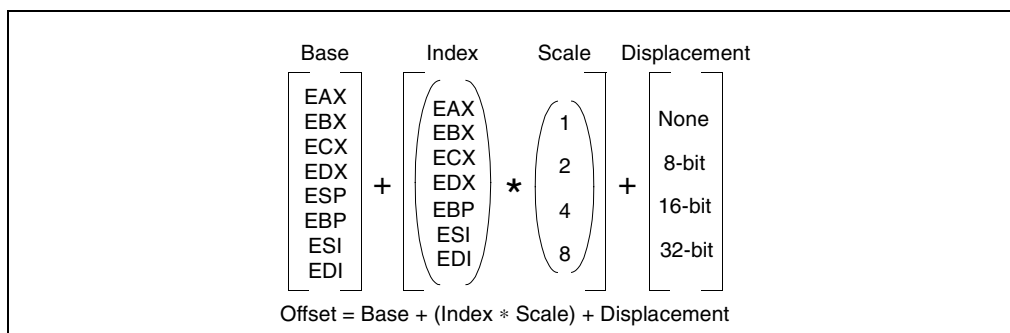 Base Index Scale Displacement
EAX
EBX
ECX
EDX
ESP
EBP
ESI
EDI
+
EAX
EBX
ECX
EDX
EBP
ESI
EDI
*
1
2
4
8
+
None
8-bit
16-bit
32-bit
Offset = Base + (Index * Scale) + Displacement